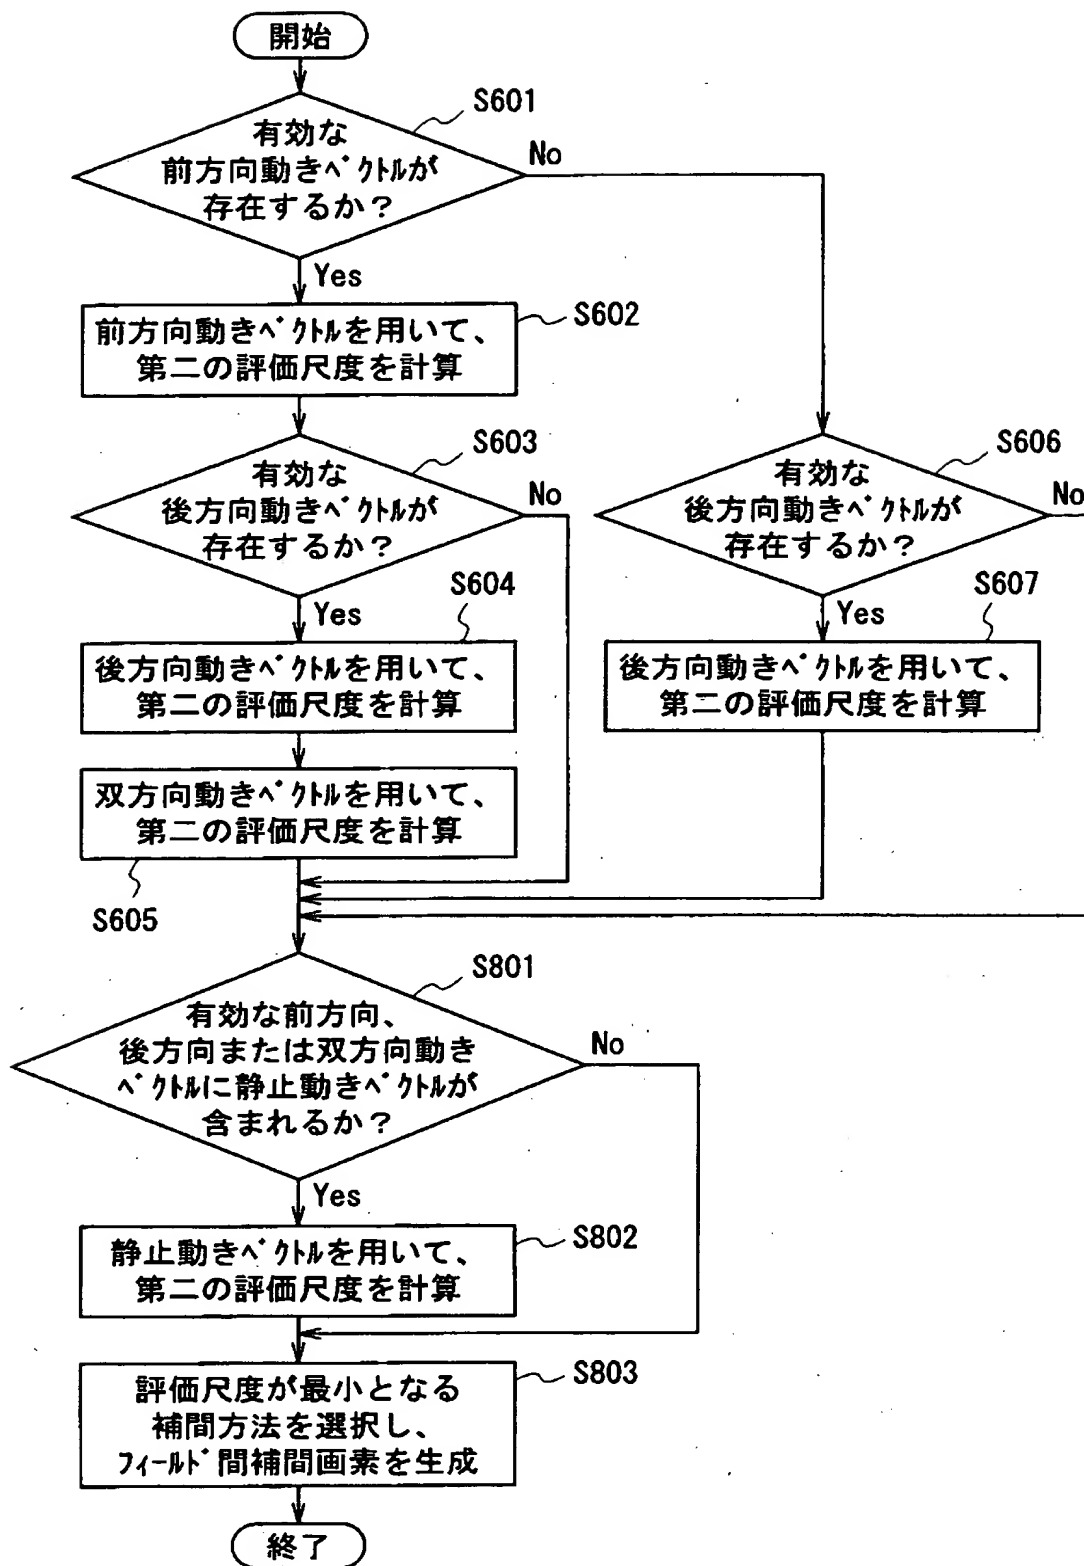 開始
S601
有効な
前方向動きﾍﾞｸﾄﾙが
存在するか？
No
Yes
S602
前方向動きﾍﾞｸﾄﾙを用いて、
第二の評価尺度を計算
S603
有効な
後方向動きﾍﾞｸﾄﾙが
存在するか？
No
Yes
S606
有効な
後方向動きﾍﾞｸﾄﾙが
存在するか？
No
Yes
S604
後方向動きﾍﾞｸﾄﾙを用いて、
第二の評価尺度を計算
S607
後方向動きﾍﾞｸﾄﾙを用いて、
第二の評価尺度を計算
双方向動きﾍﾞｸﾄﾙを用いて、
第二の評価尺度を計算
S605
S801
有効な前方向、
後方向または双方向動き
ﾍﾞｸﾄﾙに静止動きﾍﾞｸﾄﾙが
含まれるか？
No
Yes
S802
静止動きﾍﾞｸﾄﾙを用いて、
第二の評価尺度を計算
S803
評価尺度が最小となる
補間方法を選択し、
ﾌｨｰﾙﾄﾞ間補間画素を生成
終了